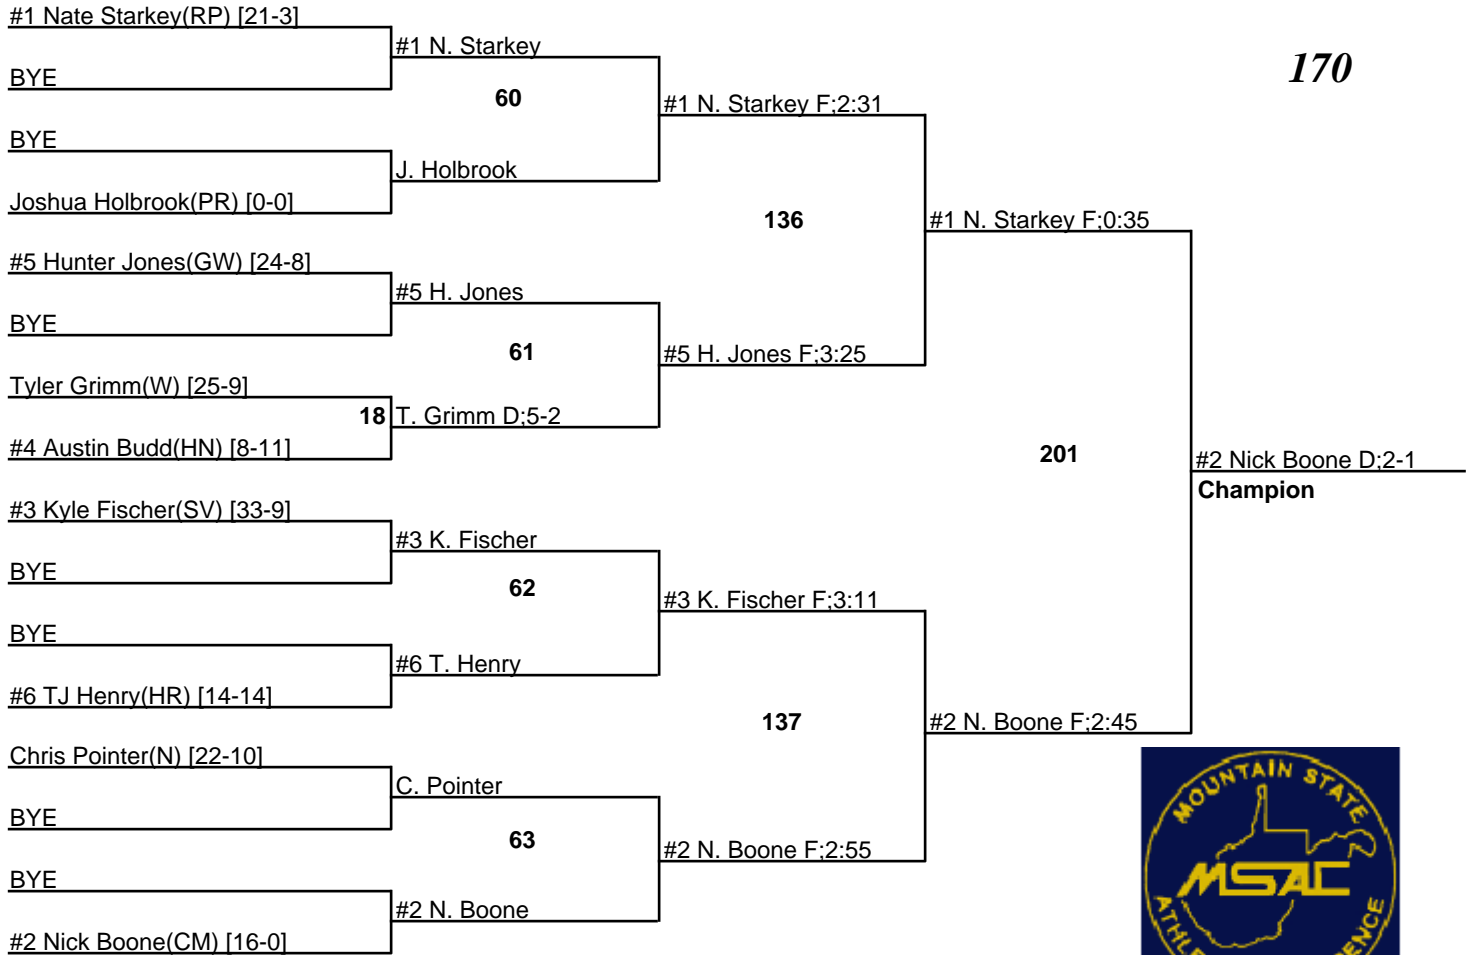 #1 Nate Starkey(RP) [21-3]
BYE
BYE
Joshua Holbrook(PR) [0-0]
#5 Hunter Jones(GW) [24-8]
BYE
Tyler Grimm(W) [25-9]
#4 Austin Budd(HN) [8-11]
#3 Kyle Fischer(SV) [33-9]
BYE
BYE
#6 TJ Henry(HR) [14-14]
Chris Pointer(N) [22-10]
BYE
BYE
#2 Nick Boone(CM) [16-0]
#1 N. Starkey
60
J. Holbrook
#5 H. Jones
61
18 T. Grimm D;5-2
#3 K. Fischer
62
#6 T. Henry
C. Pointer
63
#2 N. Boone
#1 N. Starkey F;2:31
136
#5 H. Jones F;3:25
#3 K. Fischer F;3:11
137
#2 N. Boone F;2:55
#1 N. Starkey F;0:35
201
#2 N. Boone F;2:45
170
#2 Nick Boone D;2-1
Champion
MOUNTAIN STATE
MSAC